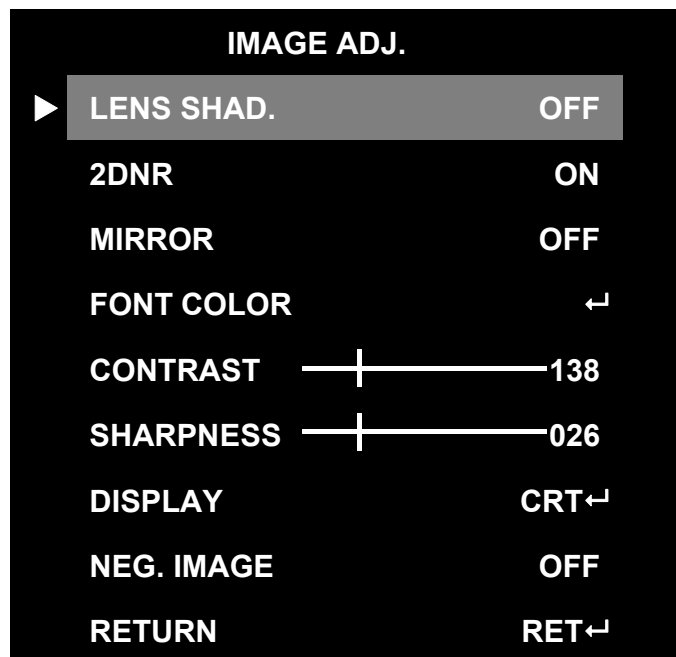 IMAGE ADJ.
LENS SHAD. OFF
2DNR ON
MIRROR OFF
FONT COLOR ↵
CONTRAST 138
SHARPNESS 026
DISPLAY CRT↵
NEG. IMAGE OFF
RETURN RET↵